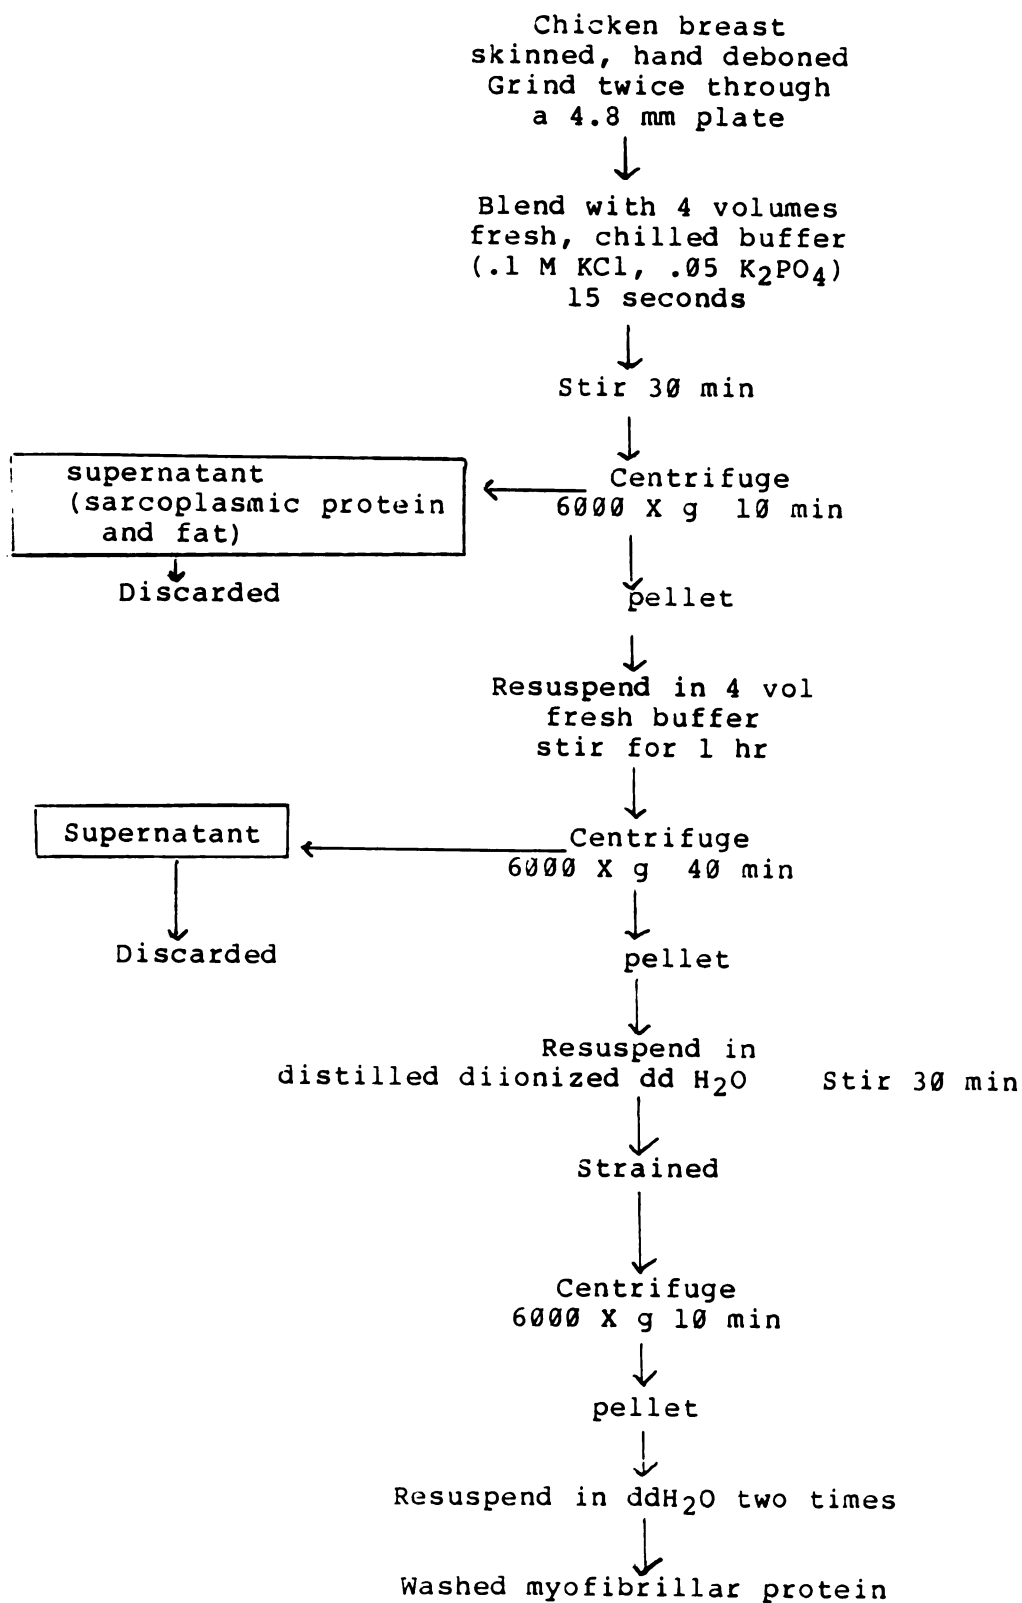 Chicken breast
skinned, hand deboned
Grind twice through
a 4.8 mm plate
Blend with 4 volumes
fresh, chilled buffer
(.1 M KCl, .05 K₂PO₄)
15 seconds
Stir 30 min
Centrifuge
6000 X g 10 min
supernatant
(sarcoplasmic protein
and fat)
Discarded
pellet
Resuspend in 4 vol
fresh buffer
stir for 1 hr
Centrifuge
6000 X g 40 min
Supernatant
Discarded
pellet
Resuspend in
distilled diionized dd H₂O Stir 30 min
Strained
Centrifuge
6000 X g 10 min
pellet
Resuspend in ddH₂O two times
Washed myofibrillar protein